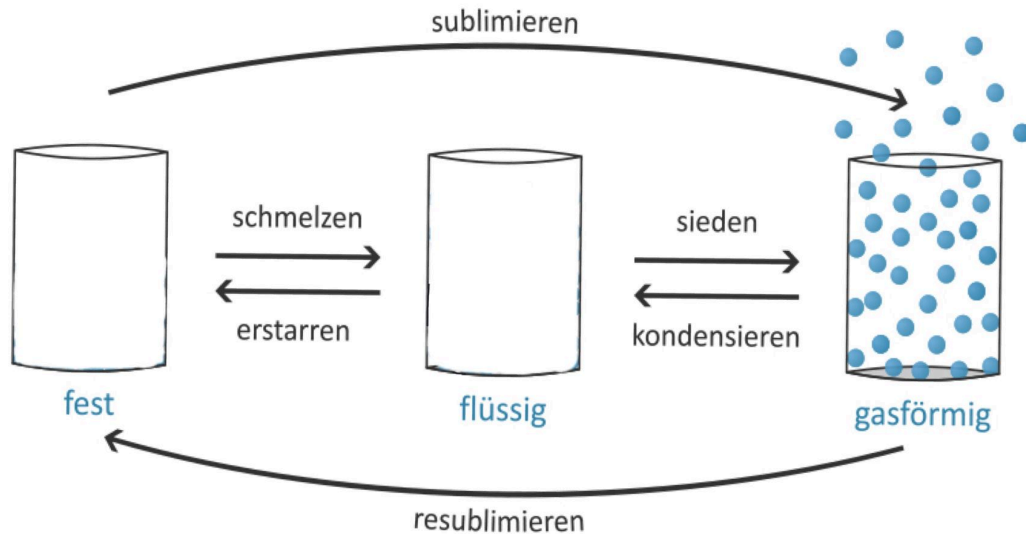 sublimieren
schmelzen
sieden
erstarren
kondensieren
fest
flüssig
gasförmig
resublimieren